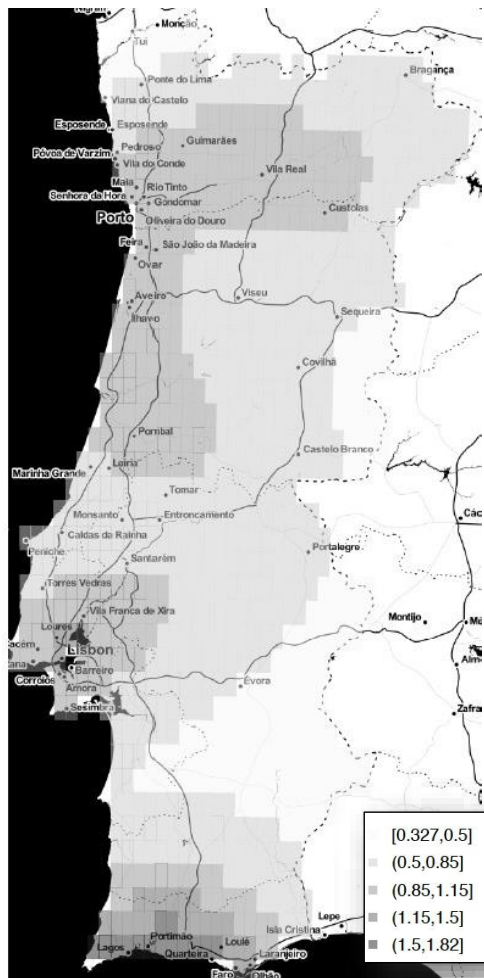 Monção
Tui
Bragança
Ponte do Lima
Viana do Castelo
Esposende Esposende
Guimarães
Póvoa de Varzim Pedroso
Vila do Conde
Vila Real
Maia
Rio Tinto
Senhora da Hora
Gondomar
Custoias
Porto
Oliveira do Douro
Feira São João da Madeira
Ovar
Aveiro
Viseu
Ílhavo
Sequeira
Covilhã
Pombal
Castelo Branco
Marinha Grande Leiria
Tomar
Monsanto Entroncamento
Caldas da Rainha
Peniche
Portalegre
Santarém
Torres Vedras
Vila Franca de Xira
Montijo
Loures
Lisbon
Barreiro
Corroios
Amora
Évora
Sesimbra
Zafra
[0.327,0.5]
(0.5,0.85]
(0.85,1.15]
(1.15,1.5]
(1.5,1.82]
Lepe
Isla Cristina
Portimão
Lagos
Loulé
Quarteira
Laranjeiro
Faro
Olhão